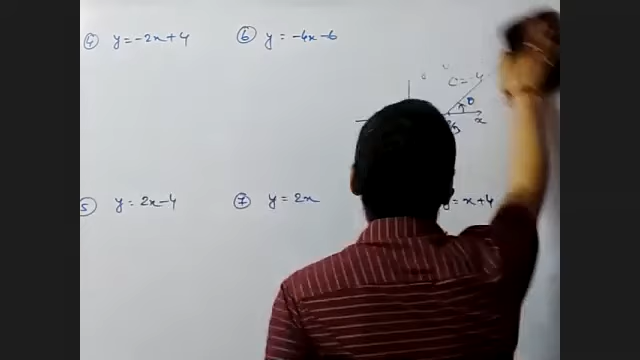 ④ y = -2x + 4
⑥ y = -4x - 6
C = -4
θ
x
5 y = 2x - 4
⑦ y = 2x
y = x + 4